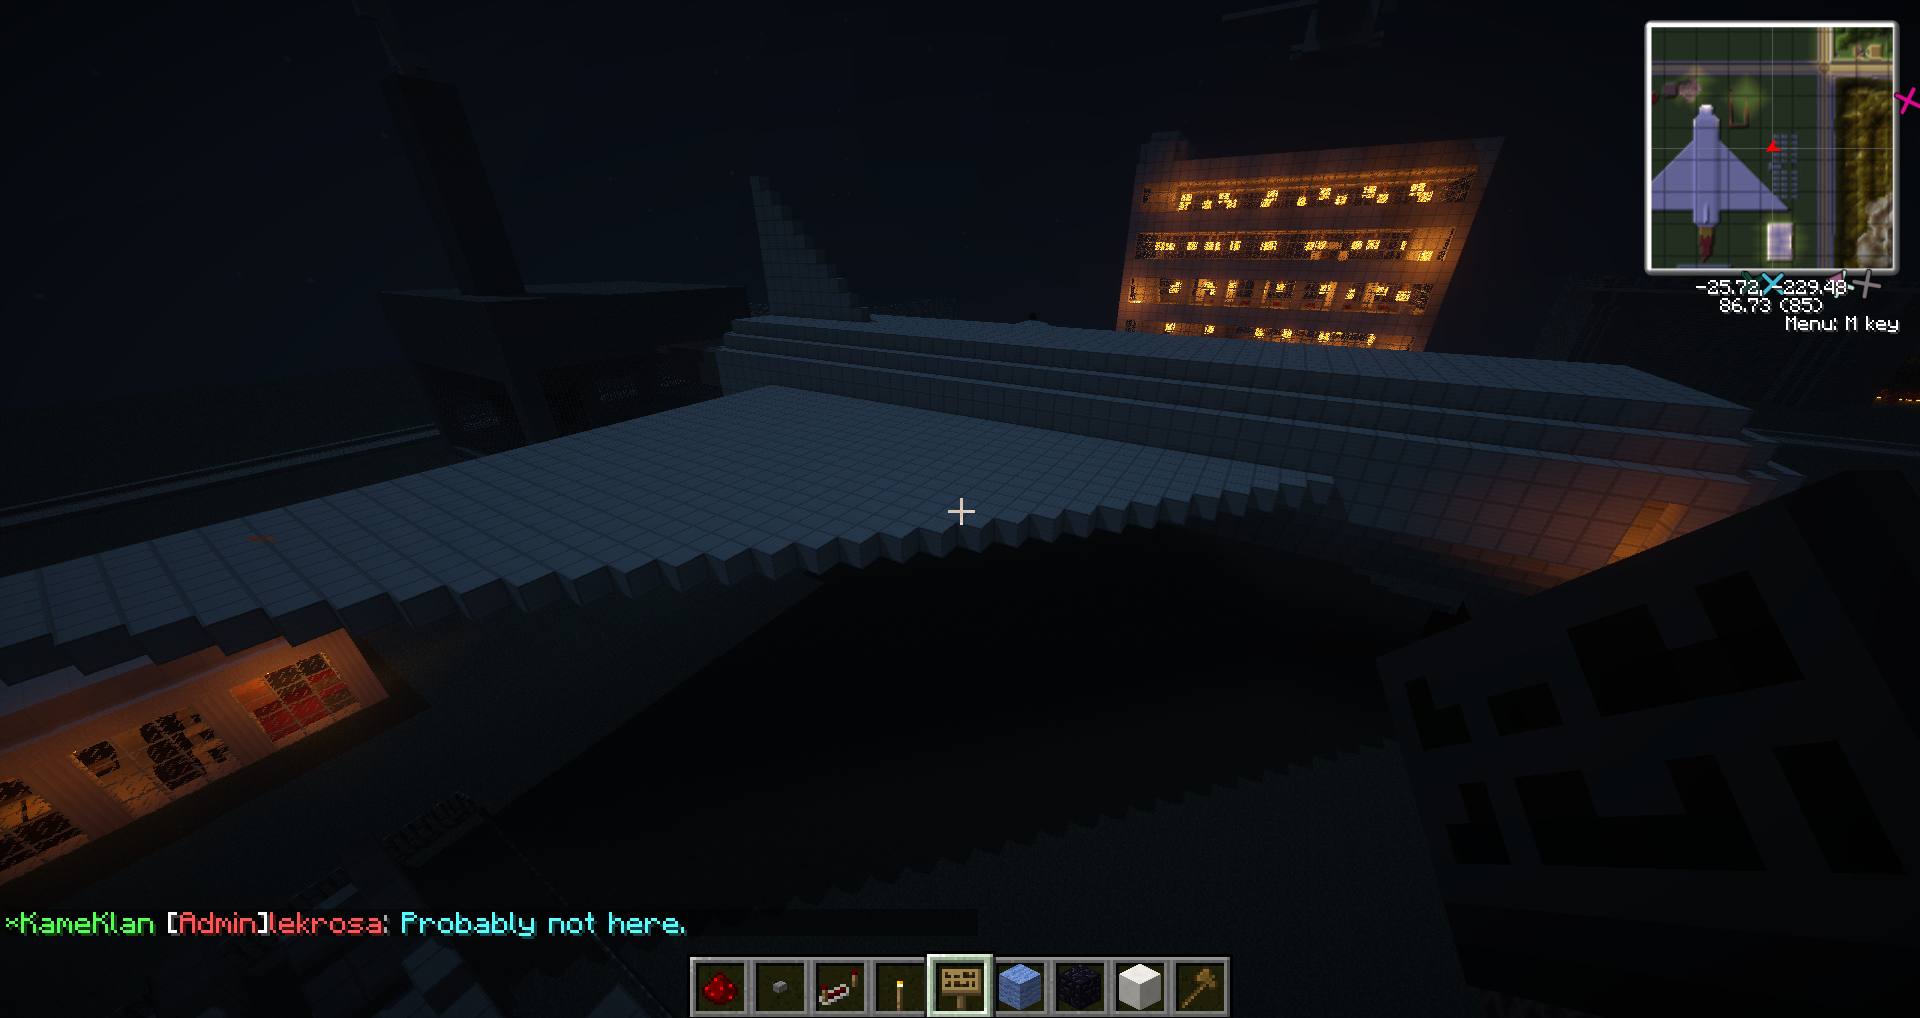 -25.72, -229.48
86.73 (85)
Menu: M key
×KameKlan [Admin]lekrosa: Probably not here.